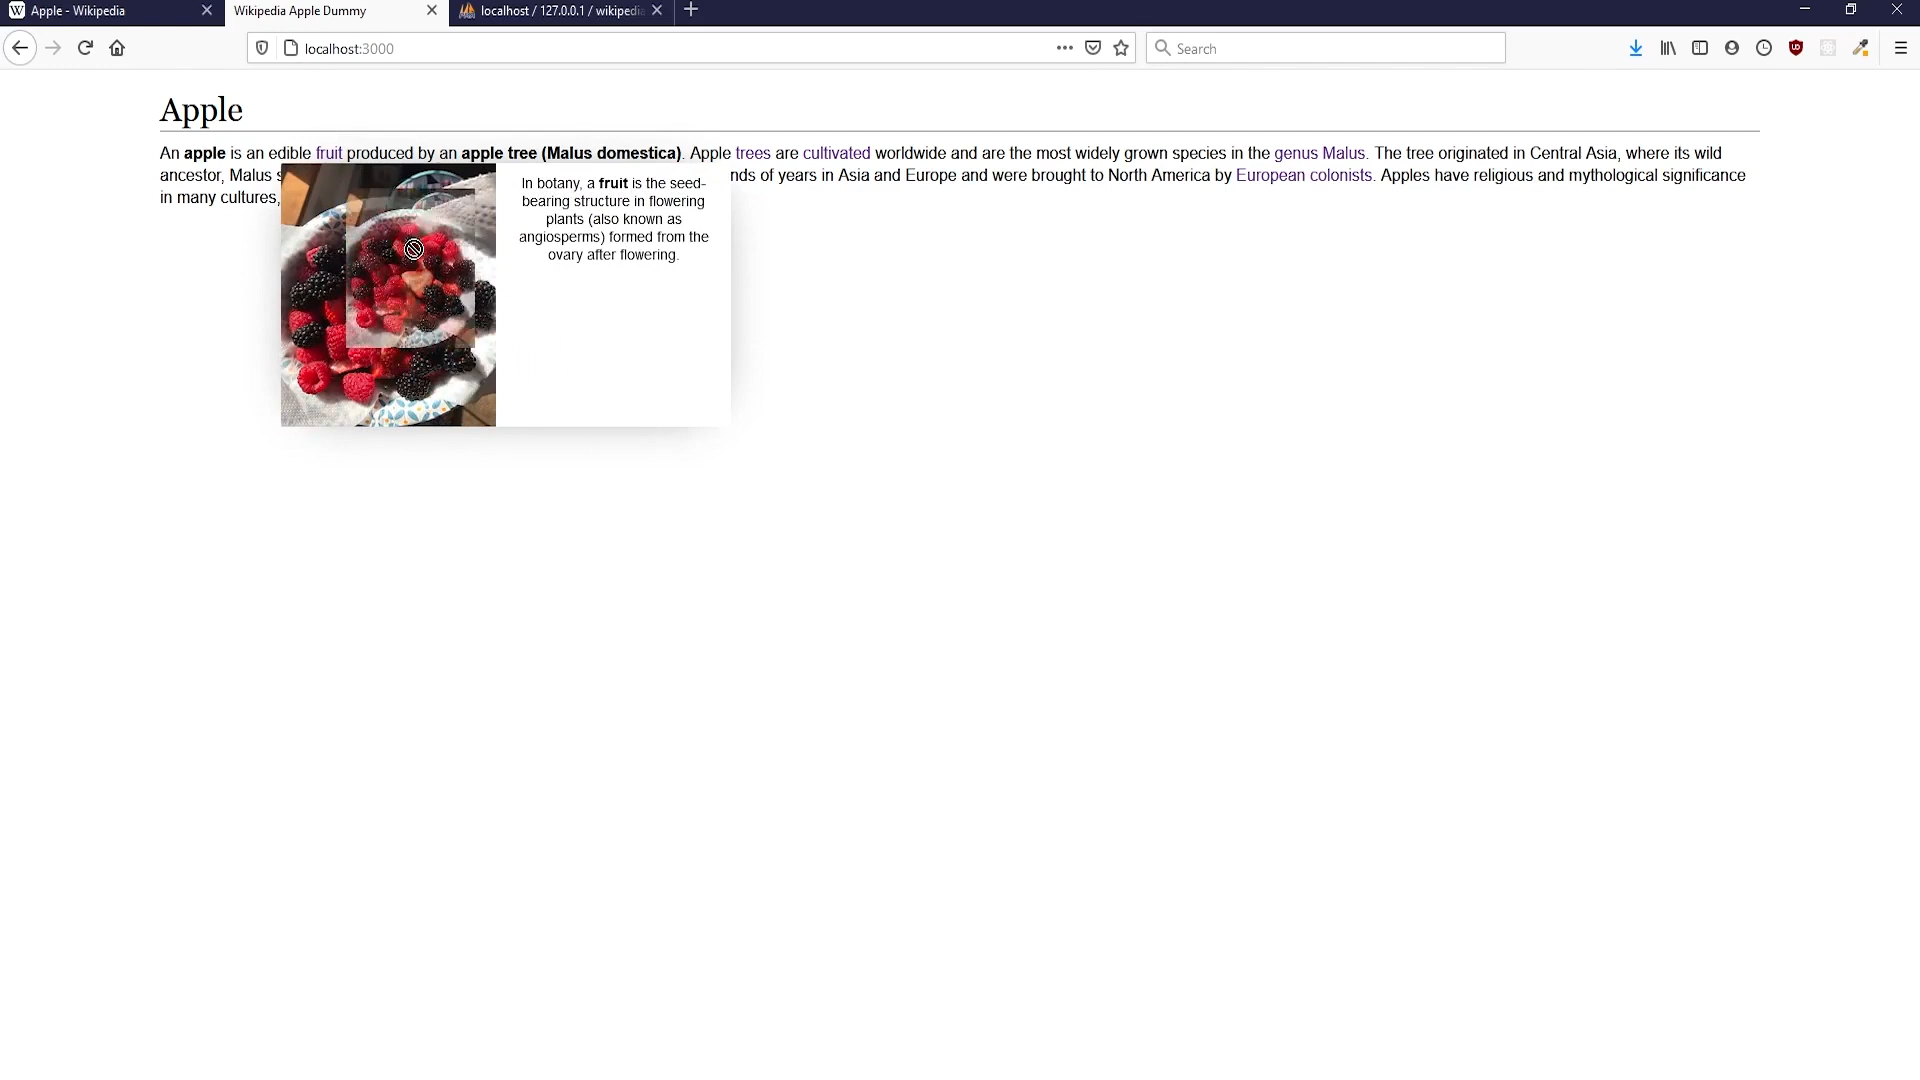 Apple - Wikipedia
Wikipedia Apple Dummy
localhost / 127.0.0.1 / wikipedia
localhost:3000
Search
Apple
An apple is an edible fruit produced by an apple tree (Malus domestica). Apple trees are cultivated worldwide and are the most widely grown species in the genus Malus. The tree originated in Central Asia, where its wild
ancestor, Malus s
nds of years in Asia and Europe and were brought to North America by European colonists. Apples have religious and mythological significance
in many cultures,
In botany, a fruit is the seed-
bearing structure in flowering
plants (also known as
angiosperms) formed from the
ovary after flowering.